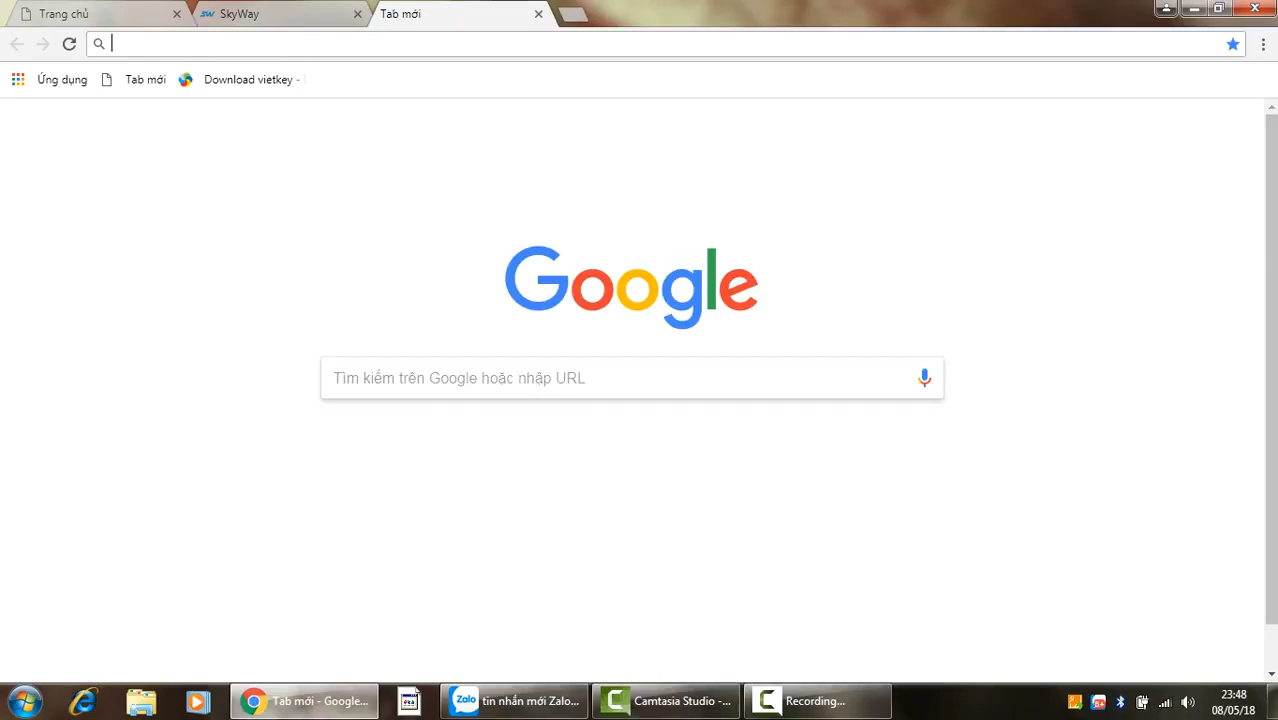 Trang chủ
SkyWay
Tab mới
Ứng dụng
Tab mới
Download vietkey -
Google
Tìm kiếm trên Google hoặc nhập URL
Tab mới - Google...
tin nhắn mới Zalo...
Zalo
Camtasia Studio -...
Recording...
23:48
08/05/18